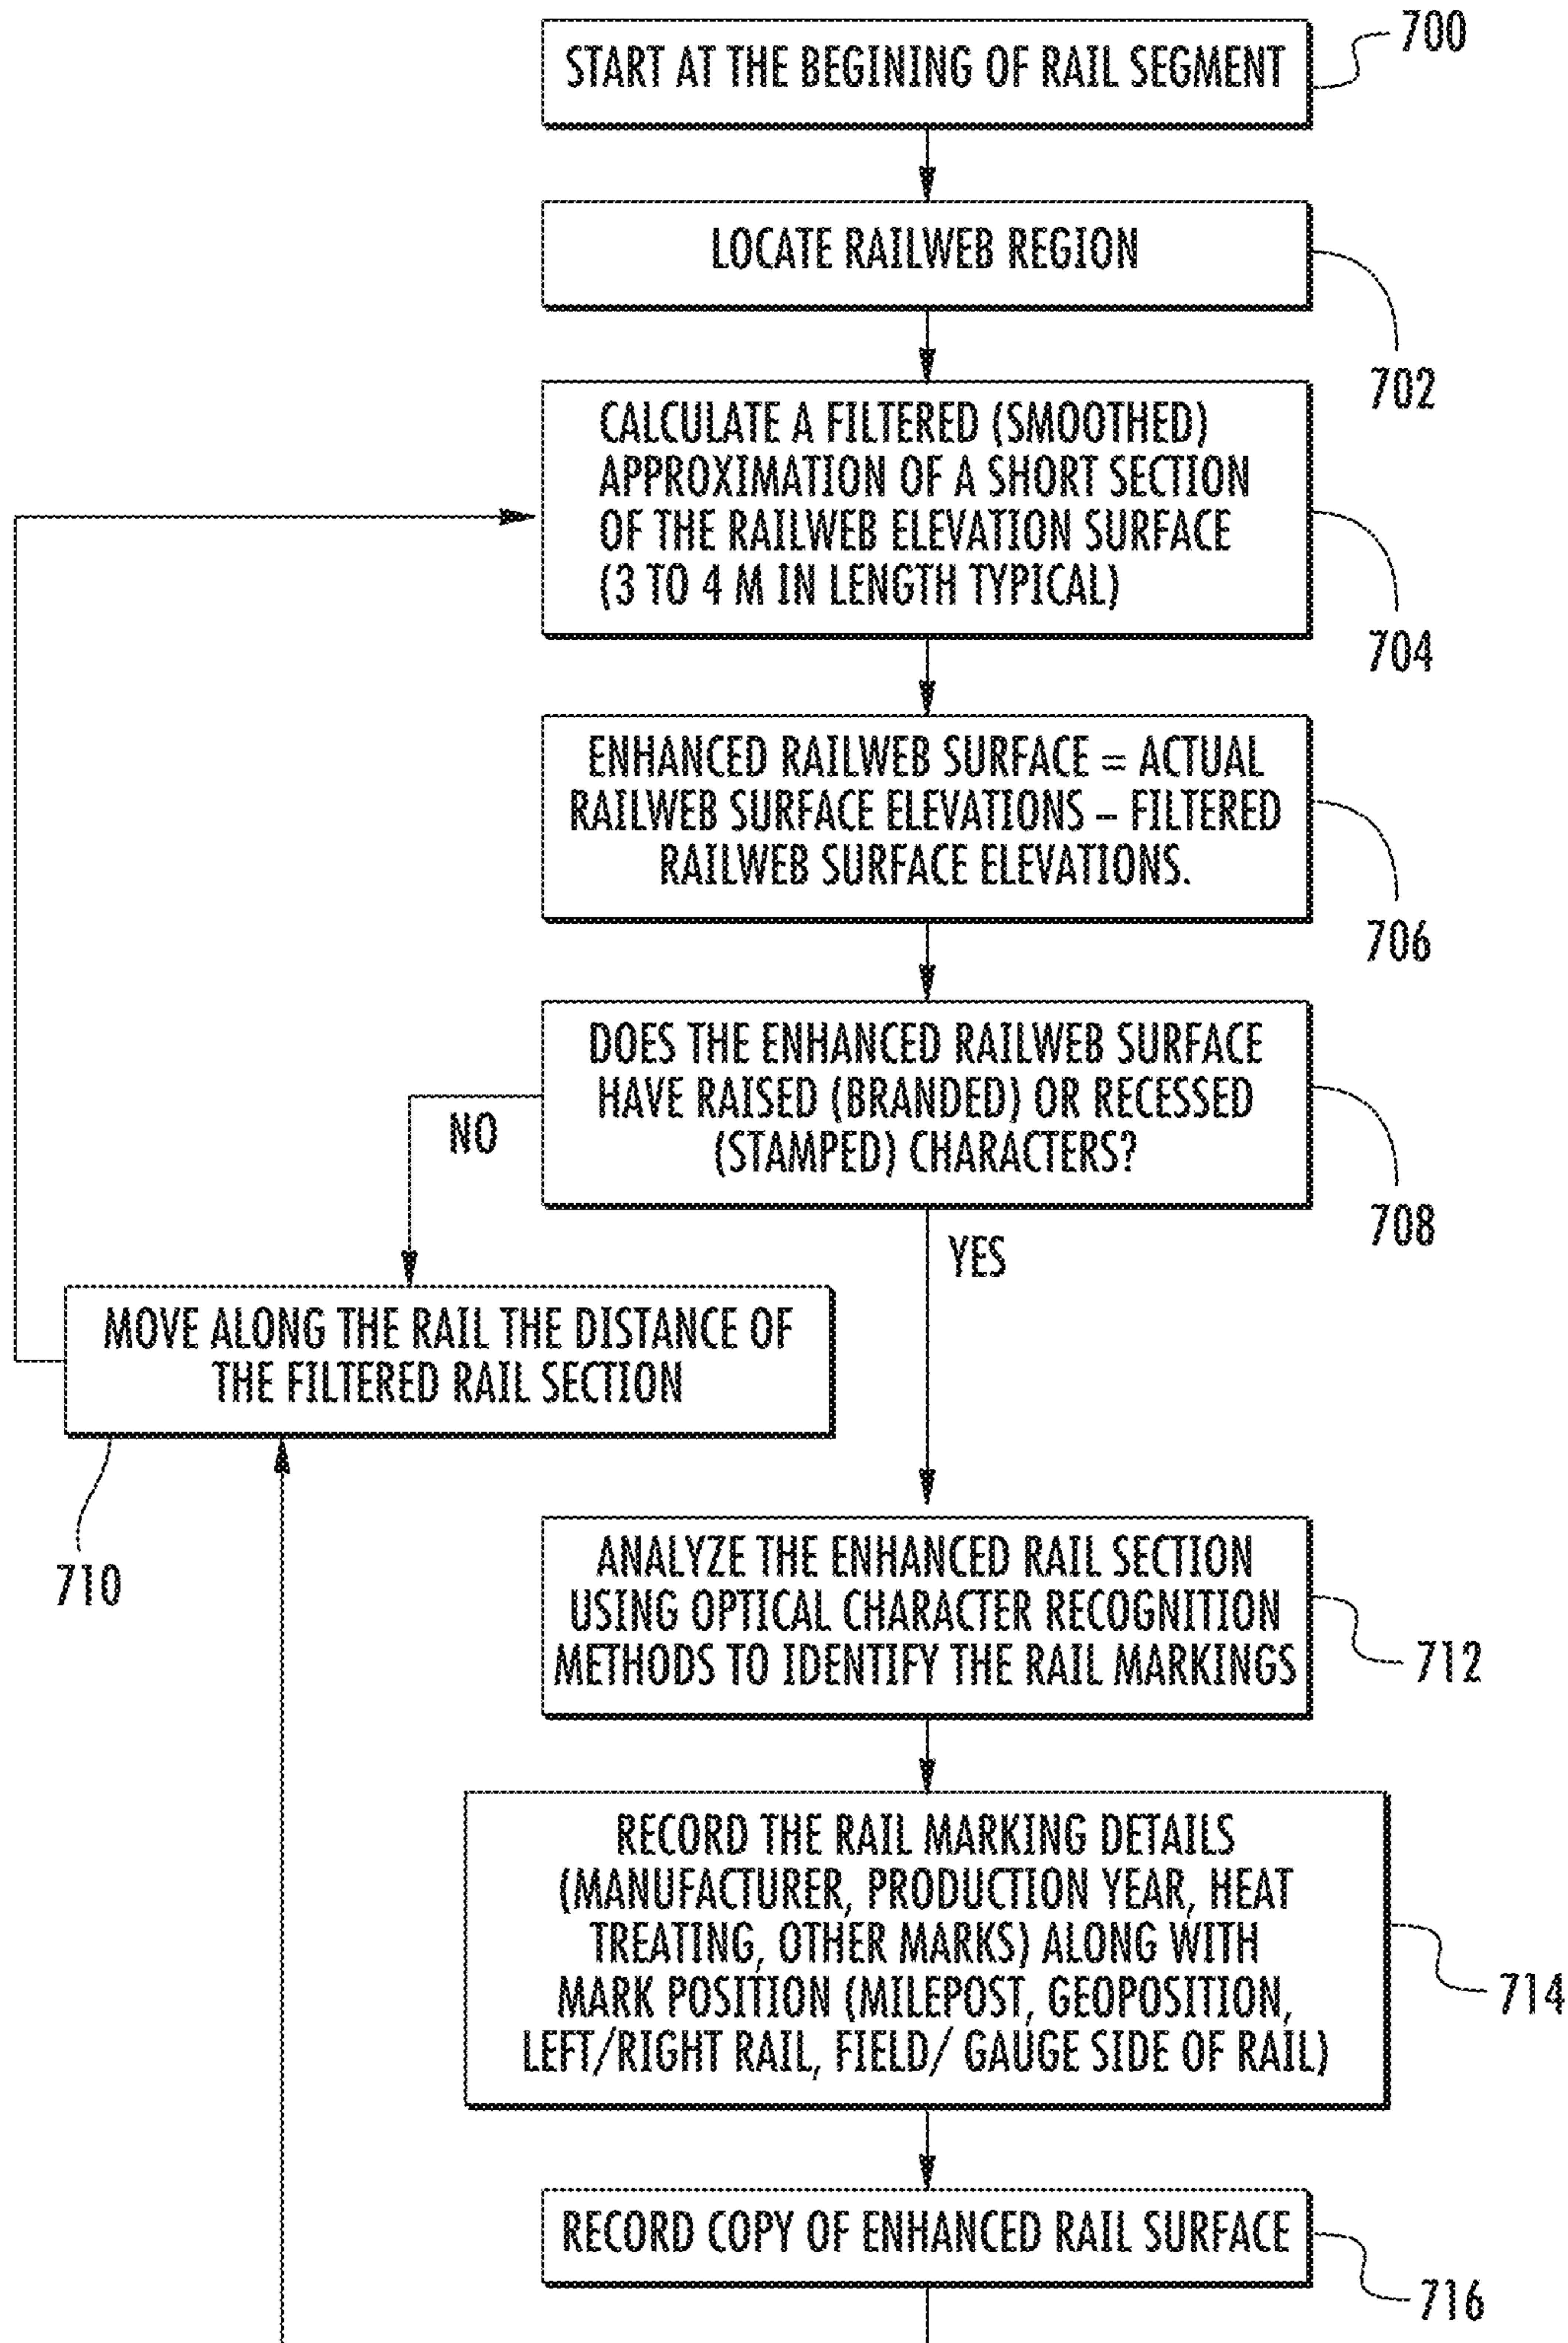 START AT THE BEGINING OF RAIL SEGMENT
700
LOCATE RAILWEB REGION
702
CALCULATE A FILTERED (SMOOTHED)
APPROXIMATION OF A SHORT SECTION
OF THE RAILWEB ELEVATION SURFACE
(3 TO 4 M IN LENGTH TYPICAL)
704
ENHANCED RAILWEB SURFACE = ACTUAL
RAILWEB SURFACE ELEVATIONS – FILTERED
RAILWEB SURFACE ELEVATIONS.
706
DOES THE ENHANCED RAILWEB SURFACE
HAVE RAISED (BRANDED) OR RECESSED
(STAMPED) CHARACTERS?
708
NO
YES
MOVE ALONG THE RAIL THE DISTANCE OF
THE FILTERED RAIL SECTION
710
ANALYZE THE ENHANCED RAIL SECTION
USING OPTICAL CHARACTER RECOGNITION
METHODS TO IDENTIFY THE RAIL MARKINGS
712
RECORD THE RAIL MARKING DETAILS
(MANUFACTURER, PRODUCTION YEAR, HEAT
TREATING, OTHER MARKS) ALONG WITH
MARK POSITION (MILEPOST, GEOPOSITION,
LEFT/RIGHT RAIL, FIELD/ GAUGE SIDE OF RAIL)
714
RECORD COPY OF ENHANCED RAIL SURFACE
716